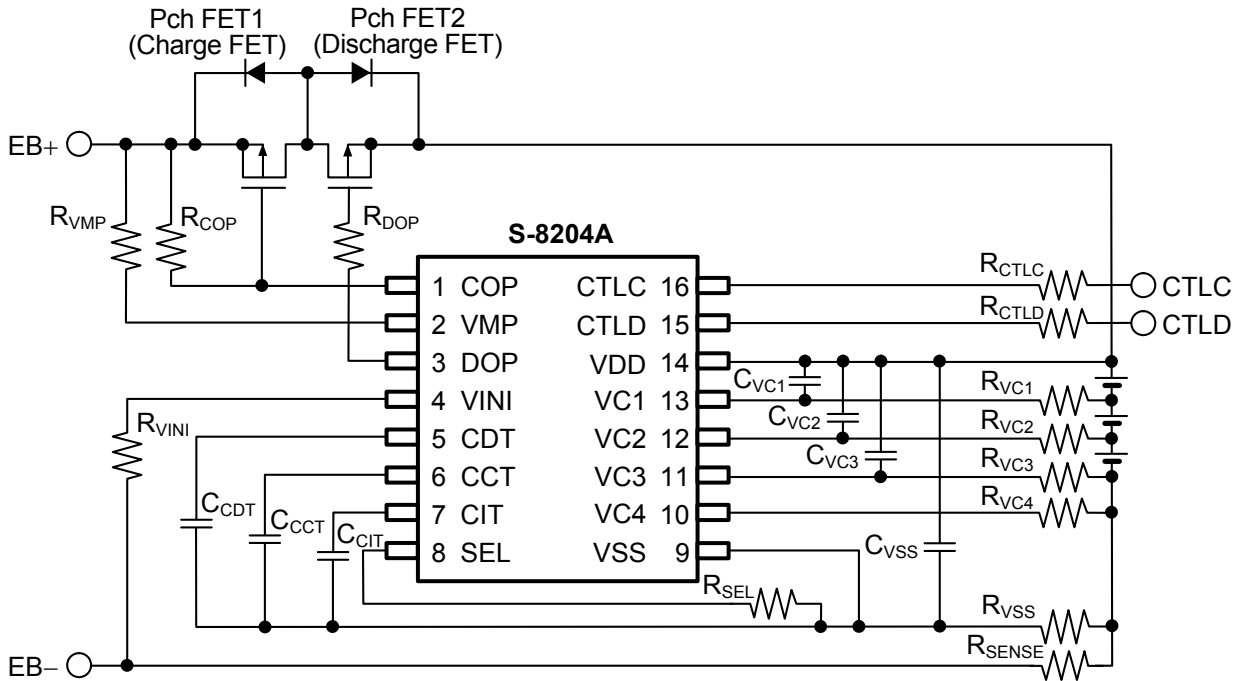 Pch FET1
(Charge FET)
Pch FET2
(Discharge FET)
EB+
RVMP
RCOP
RDOP
S-8204A
1 COP
2 VMP
3 DOP
4 VINI
5 CDT
6 CCT
7 CIT
8 SEL
CTLC 16
CTLD 15
VDD 14
VC1 13
VC2 12
VC3 11
VC4 10
VSS 9
RCTLC
CTLC
RCTLD
CTLD
CVC1
CVC2
CVC3
RVC1
RVC2
RVC3
RVC4
RVINI
CCDT
CCCT
CCIT
CVSS
RSEL
RVSS
RSENSE
EB−